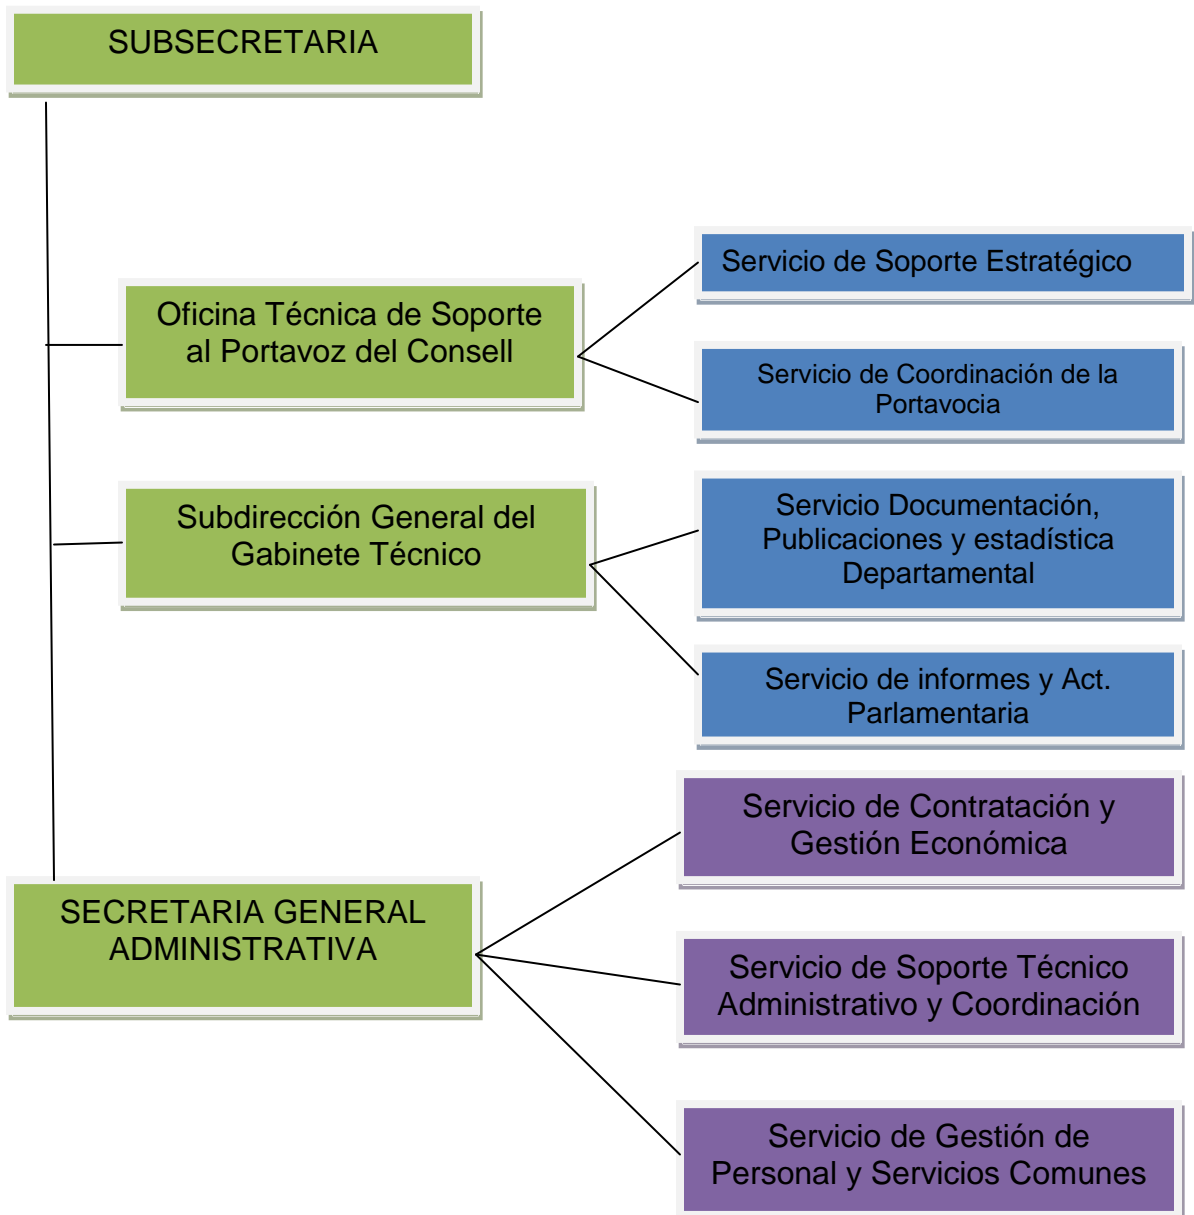 SUBSECRETARIA
Servicio de Soporte Estratégico
Oficina Técnica de Soporte
al Portavoz del Consell
Servicio de Coordinación de la
Portavocia
Subdirección General del
Gabinete Técnico
Servicio Documentación,
Publicaciones y estadística
Departamental
Servicio de informes y Act.
Parlamentaria
Servicio de Contratación y
Gestión Económica
SECRETARIA GENERAL
ADMINISTRATIVA
Servicio de Soporte Técnico
Administrativo y Coordinación
Servicio de Gestión de
Personal y Servicios Comunes